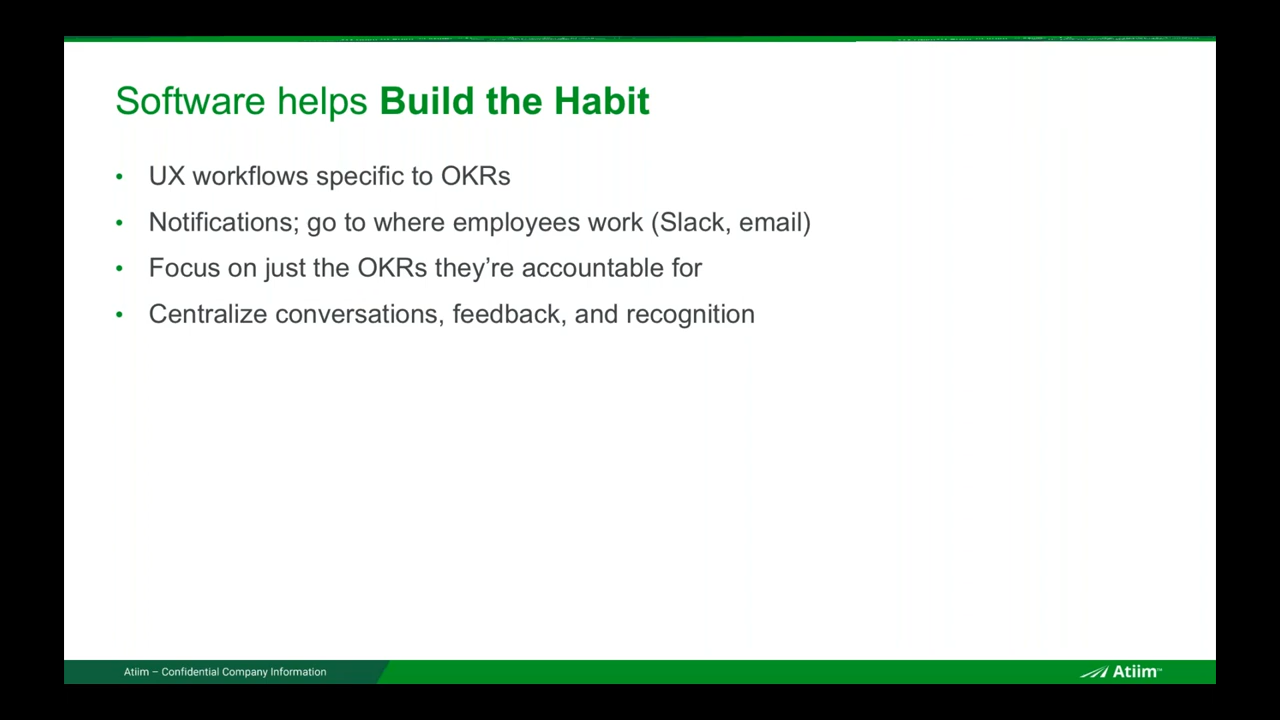 Software helps Build the Habit
• UX workflows specific to OKRs
• Notifications; go to where employees work (Slack, email)
• Focus on just the OKRs they’re accountable for
• Centralize conversations, feedback, and recognition
Atiim – Confidential Company Information
Atiim™